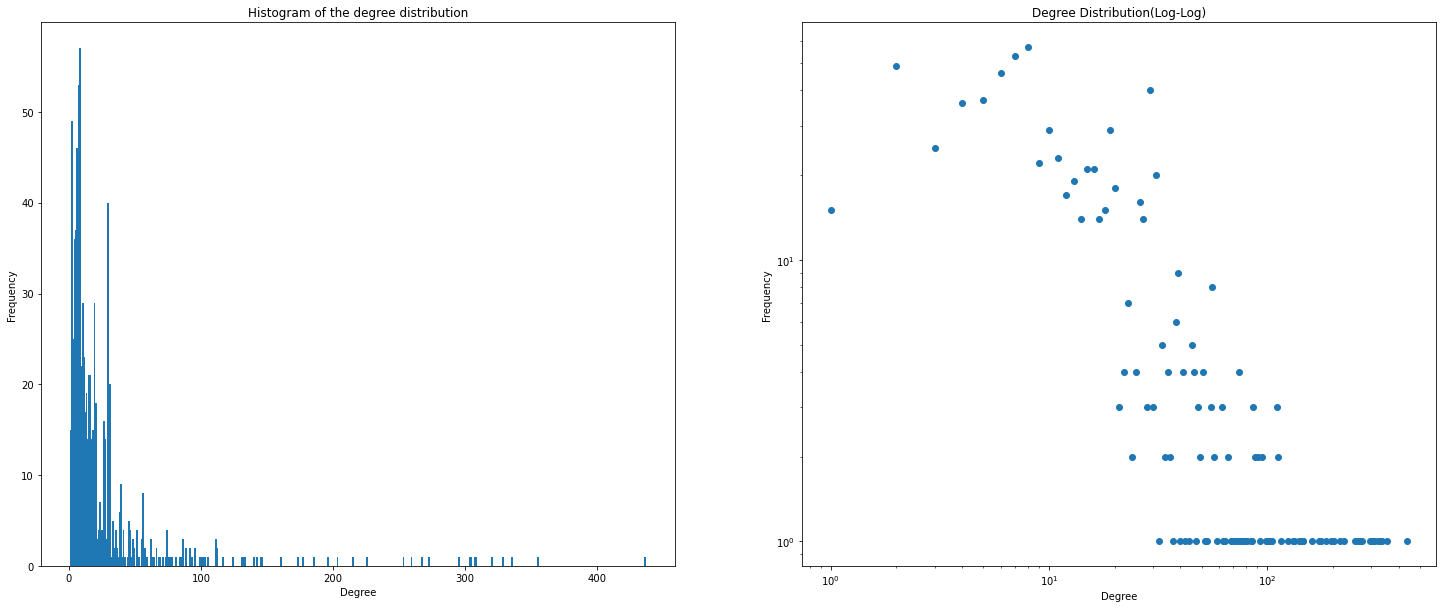 Histogram of the degree distribution
Frequency
50
40
30
20
10
0
0 100 200 300 400
Degree
Degree Distribution(Log-Log)
Frequency
10¹
10⁰
10⁰ 10¹ 10²
Degree